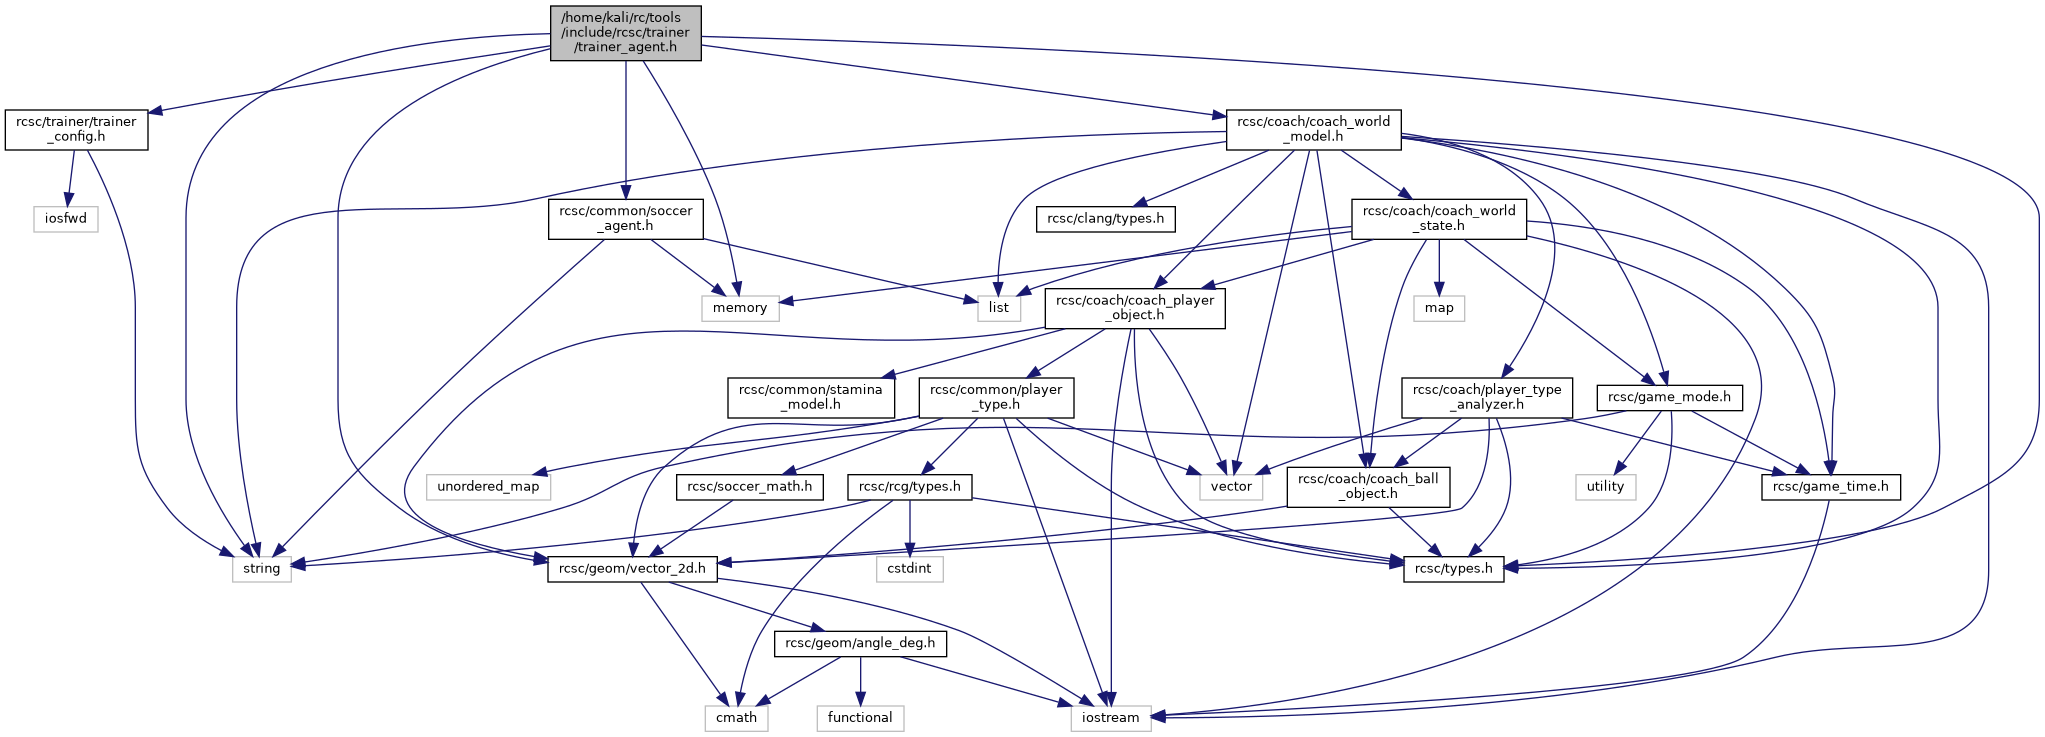 /home/kali/rc/tools
/include/rcsc/trainer
/trainer_agent.h
rcsc/trainer/trainer
_config.h
rcsc/coach/coach_world
_model.h
iosfwd
rcsc/common/soccer
_agent.h
rcsc/clang/types.h
rcsc/coach/coach_world
_state.h
memory
list
rcsc/coach/coach_player
_object.h
map
rcsc/common/stamina
_model.h
rcsc/common/player
_type.h
rcsc/coach/player_type
_analyzer.h
rcsc/game_mode.h
unordered_map
rcsc/soccer_math.h
rcsc/rcg/types.h
vector
rcsc/coach/coach_ball
_object.h
utility
rcsc/game_time.h
string
rcsc/geom/vector_2d.h
cstdint
rcsc/types.h
rcsc/geom/angle_deg.h
cmath
functional
iostream